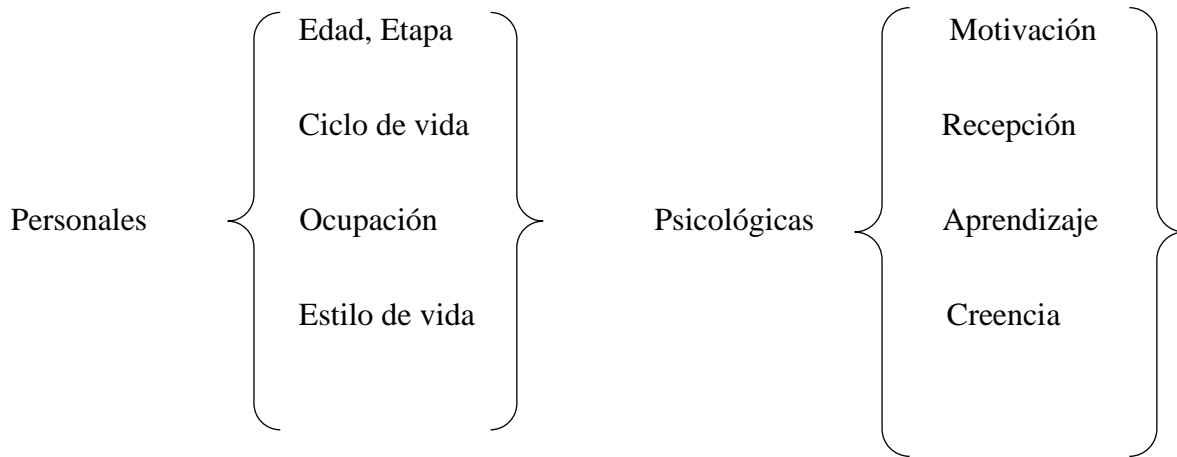 Personales
Edad, Etapa
Ciclo de vida
Ocupación
Estilo de vida
Psicológicas
Motivación
Recepción
Aprendizaje
Creencia